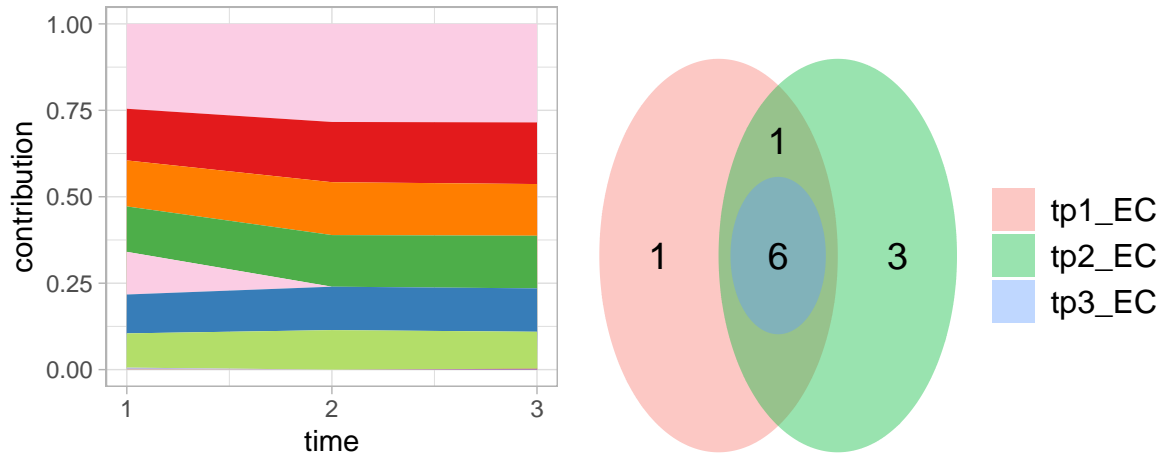 1.00
0.75
0.50
0.25
0.00
contribution
1 2 3
time
1
1 6 3
tp1_EC
tp2_EC
tp3_EC